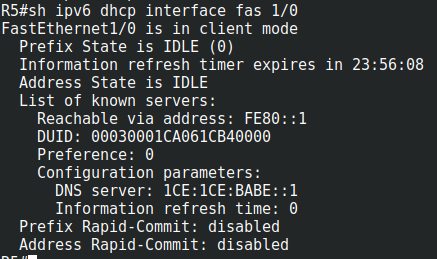 R5#sh ipv6 dhcp interface fas 1/0
FastEthernet1/0 is in client mode
Prefix State is IDLE (0)
Information refresh timer expires in 23:56:08
Address State is IDLE
List of known servers:
Reachable via address: FE80::1
DUID: 00030001CA061CB40000
Preference: 0
Configuration parameters:
DNS server: 1CE:1CE:BABE::1
Information refresh time: 0
Prefix Rapid-Commit: disabled
Address Rapid-Commit: disabled
R5#